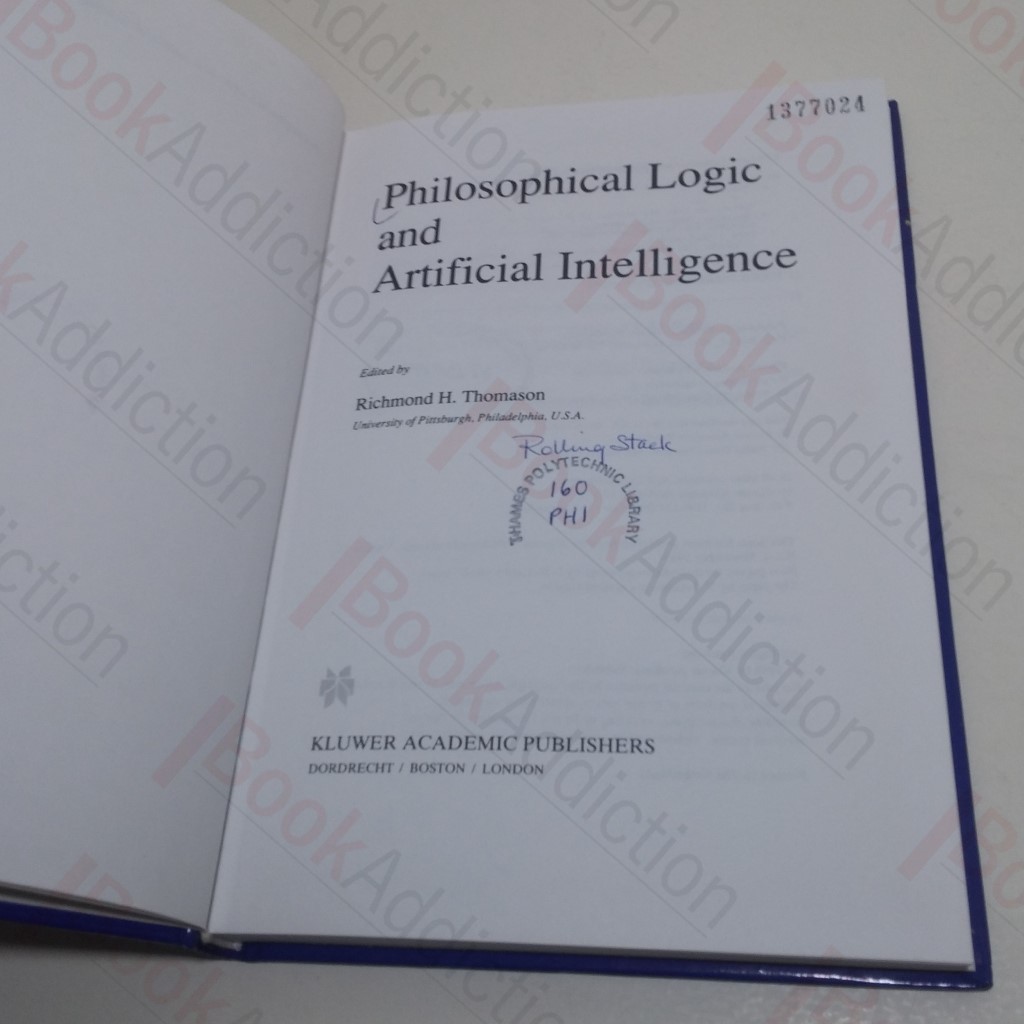 1377024
Philosophical Logic
and
Artificial Intelligence
Edited by
Richmond H. Thomason
University of Pittsburgh, Philadelphia, U.S.A.
Rolling Stack
THAMES POLYTECHNIC LIBRARY
160
PHI
KLUWER ACADEMIC PUBLISHERS
DORDRECHT / BOSTON / LONDON
BookAddiction